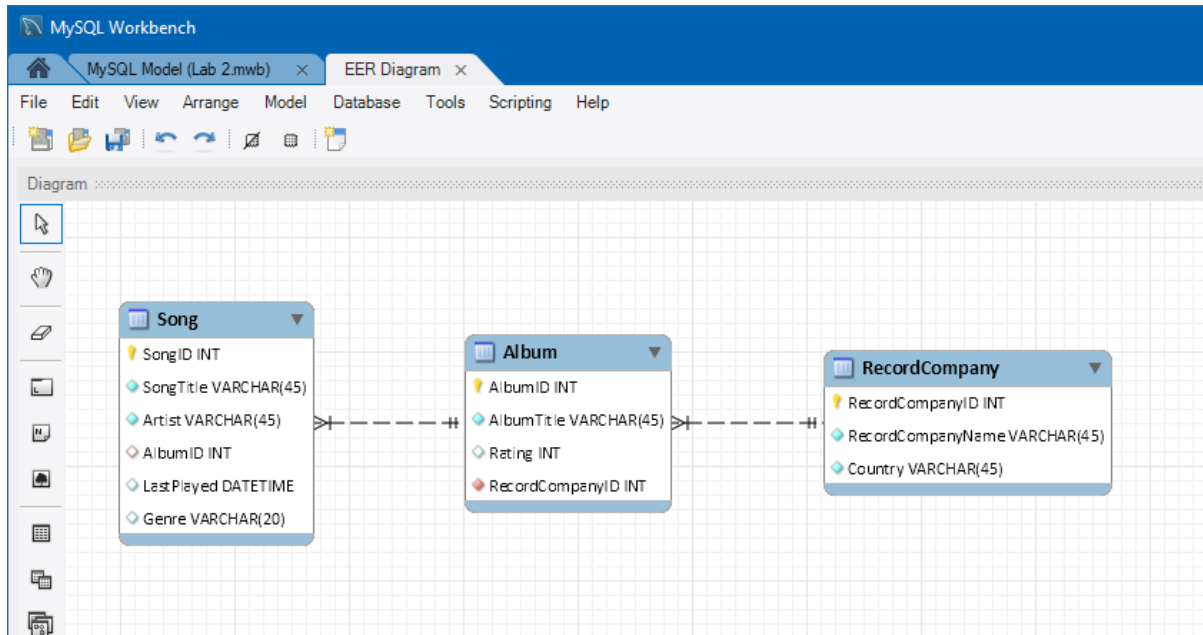 MySQL Workbench
MySQL Model (Lab 2.mwb) ×
EER Diagram ×
File Edit View Arrange Model Database Tools Scripting Help
Diagram
Song
SongID INT
SongTitle VARCHAR(45)
Artist VARCHAR(45)
AlbumID INT
LastPlayed DATETIME
Genre VARCHAR(20)
Album
AlbumID INT
AlbumTitle VARCHAR(45)
Rating INT
RecordCompanyID INT
RecordCompany
RecordCompanyID INT
RecordCompanyName VARCHAR(45)
Country VARCHAR(45)